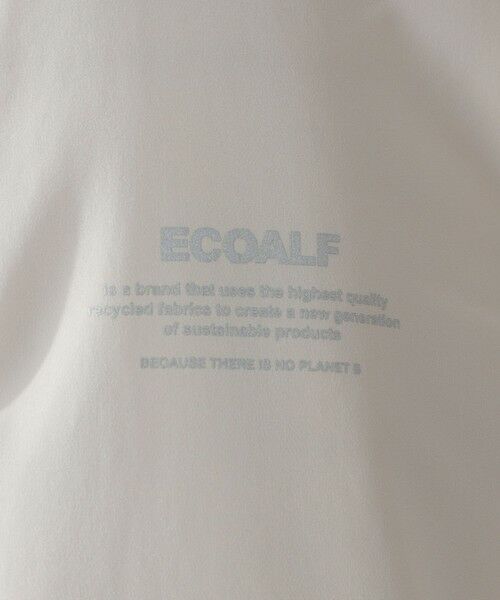 ECOALF
is a brand that uses the highest quality
recycled fabrics to create a new generation
of sustainable products
BECAUSE THERE IS NO PLANET B